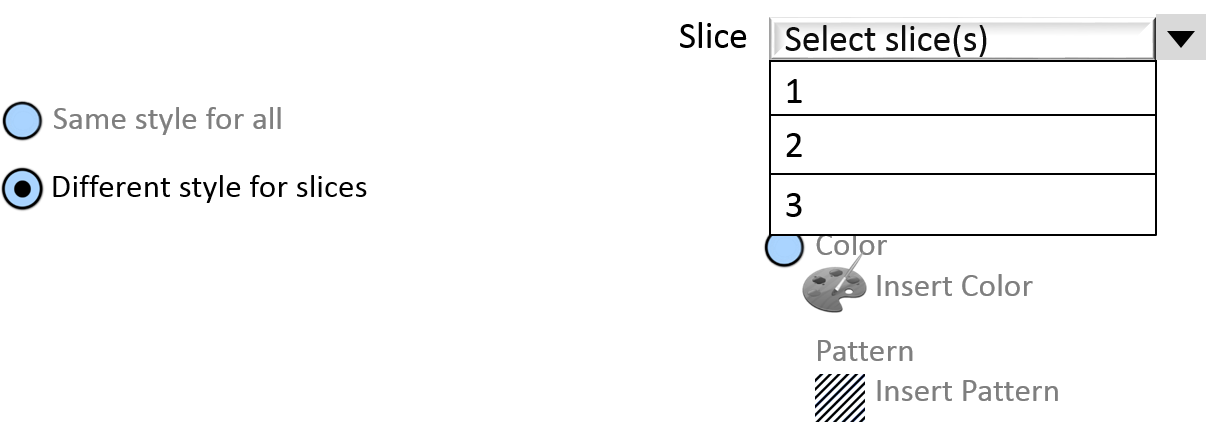 Slice
Select slice(s)
1
2
3
Same style for all
Different style for slices
Color
Insert Color
Pattern
Insert Pattern